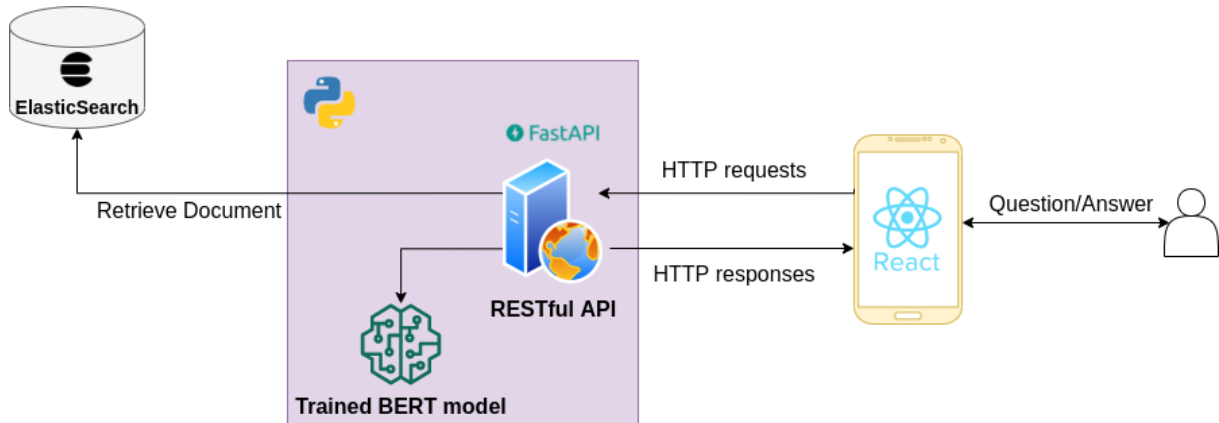 ElasticSearch
FastAPI
HTTP requests
Retrieve Document
Question/Answer
React
HTTP responses
RESTful API
Trained BERT model